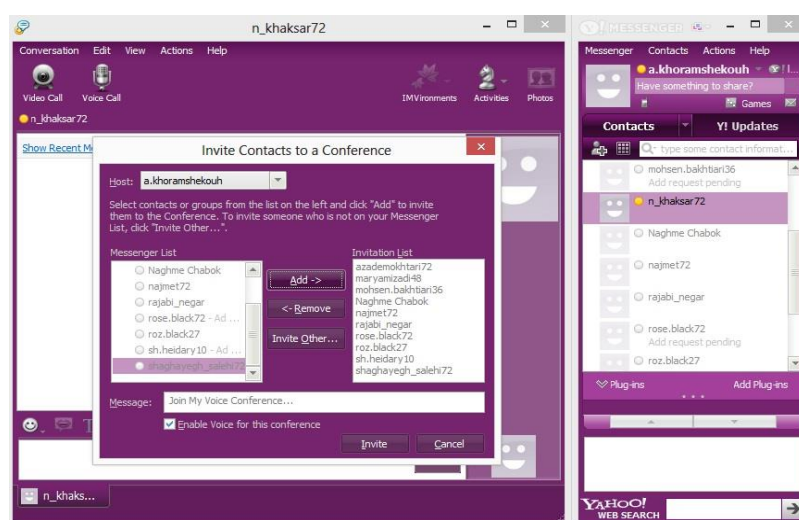 n_khaksar72
Conversation Edit View Actions Help
Video Call
Voice Call
IMVironments
Activities
Photos
n_khaksar72
Show Recent M
Invite Contacts to a Conference
Host: a.khoramshekouh
Select contacts or groups from the list on the left and click "Add" to invite
them to the Conference. To invite someone who is not on your Messenger
List, click "Invite Other...".
Messenger List
Naghme Chabok
najmet72
rajabi_negar
rose.black72 - Ad ...
roz.black27
sh.heidary10 - Ad ...
shaghayegh_salehi72
Add ->
<- Remove
Invite Other...
Invitation List
azademokhtari72
maryamizadi48
mohsen.bakhtiari36
Naghme Chabok
najmet72
rajabi_negar
rose.black72
roz.black27
sh.heidary10
shaghayegh_salehi72
Message: Join My Voice Conference...
Enable Voice for this conference
Invite
Cancel
n_khaks...
Y! MESSENGER
Messenger Contacts Actions Help
a.khoramshekouh
Have something to share?
Games
Contacts
Y! Updates
type some contact informat...
mohsen.bakhtiari36
Add request pending
n_khaksar72
Naghme Chabok
najmet72
rajabi_negar
rose.black72
Add request pending
roz.black27
Plug-ins
Add Plug-ins
YAHOO!
WEB SEARCH